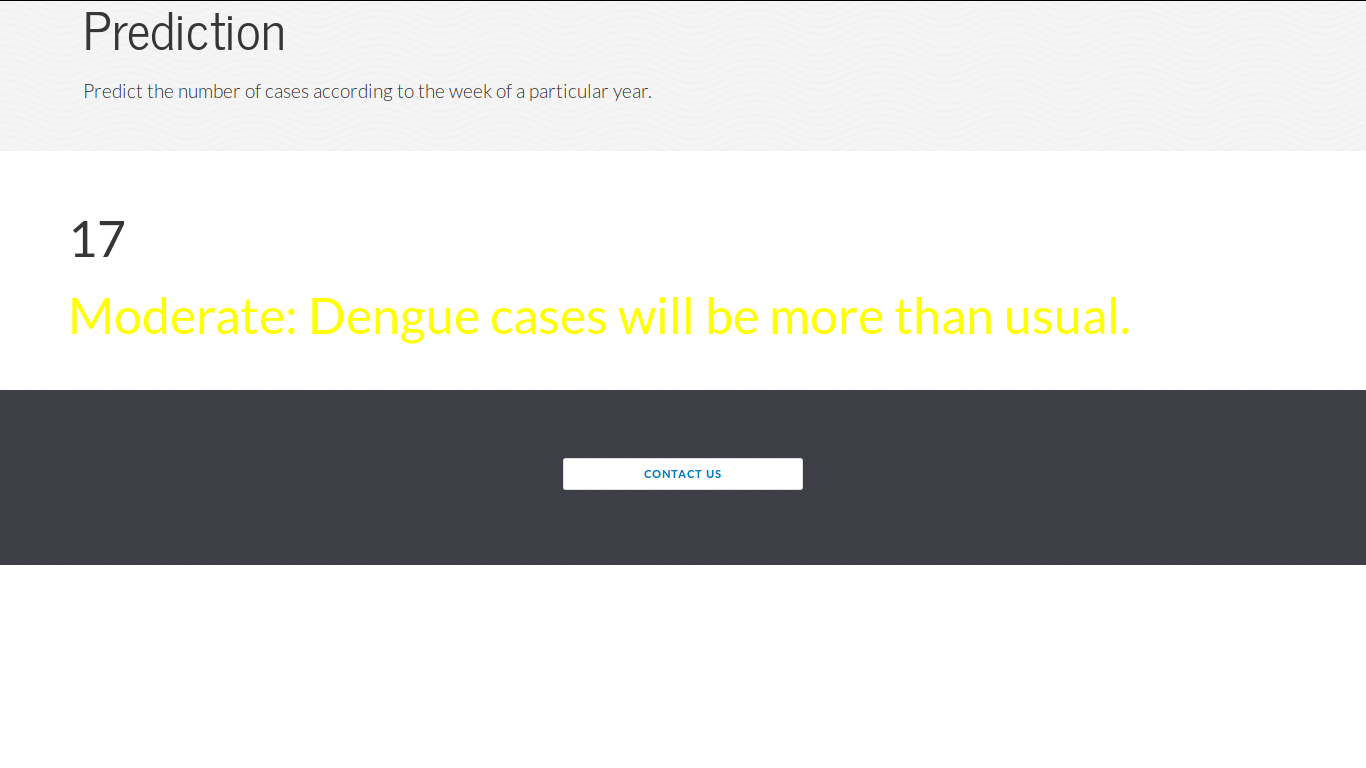 Prediction
Predict the number of cases according to the week of a particular year.
17
Moderate: Dengue cases will be more than usual.
CONTACT US